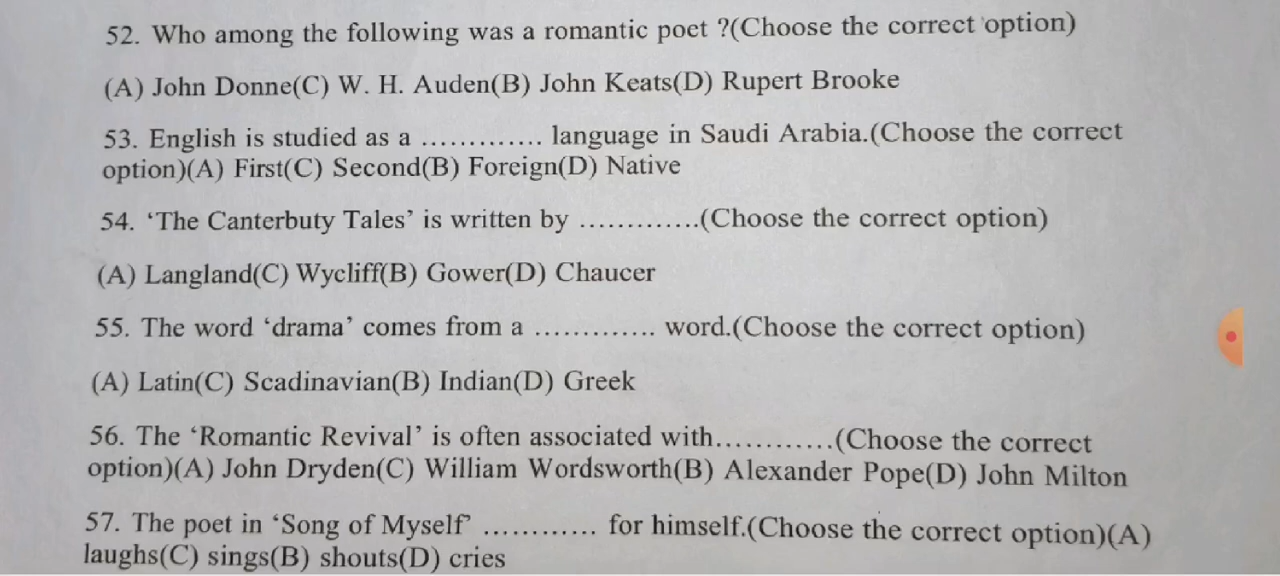 52. Who among the following was a romantic poet ?(Choose the correct option)
(A) John Donne(C) W. H. Auden(B) John Keats(D) Rupert Brooke
53. English is studied as a ............. language in Saudi Arabia.(Choose the correct
option)(A) First(C) Second(B) Foreign(D) Native
54. ‘The Canterbuty Tales’ is written by .............(Choose the correct option)
(A) Langland(C) Wycliff(B) Gower(D) Chaucer
55. The word ‘drama’ comes from a ............. word.(Choose the correct option)
(A) Latin(C) Scadinavian(B) Indian(D) Greek
56. The ‘Romantic Revival’ is often associated with.............(Choose the correct
option)(A) John Dryden(C) William Wordsworth(B) Alexander Pope(D) John Milton
57. The poet in ‘Song of Myself’ ............ for himself.(Choose the correct option)(A)
laughs(C) sings(B) shouts(D) cries